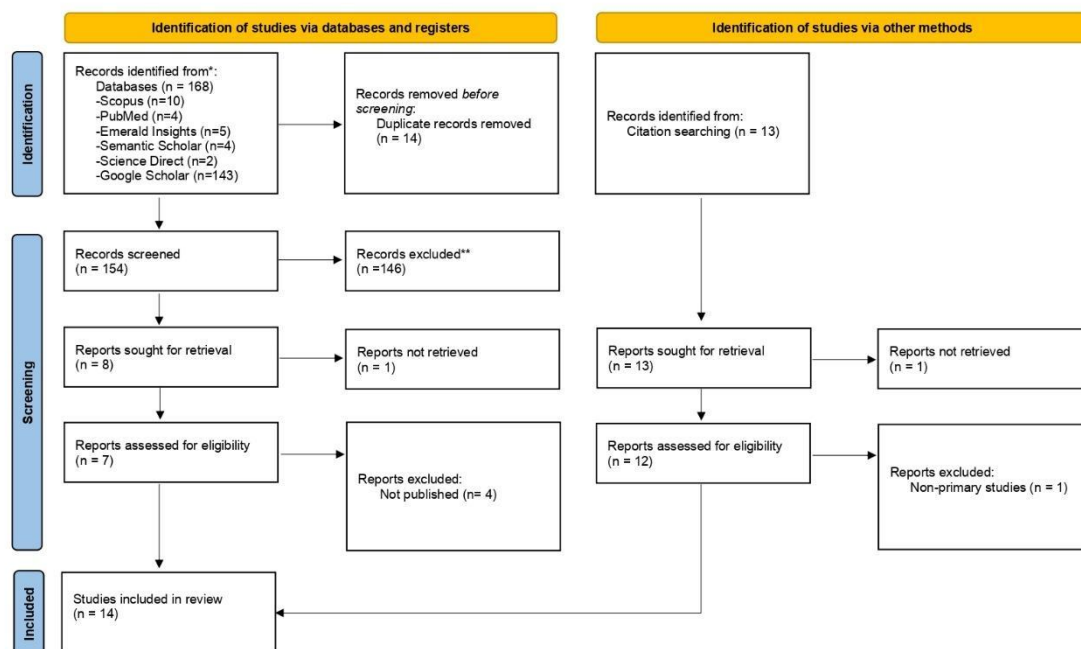 Identification of studies via databases and registers
Identification of studies via other methods
Identification
Records identified from*:
Databases (n = 168)
-Scopus (n=10)
-PubMed (n=4)
-Emerald Insights (n=5)
-Semantic Scholar (n=4)
-Science Direct (n=2)
-Google Scholar (n=143)
Records removed before
screening:
Duplicate records removed
(n = 14)
Records identified from:
Citation searching (n = 13)
Screening
Records screened
(n = 154)
Records excluded**
(n =146)
Reports sought for retrieval
(n = 8)
Reports not retrieved
(n = 1)
Reports sought for retrieval
(n = 13)
Reports not retrieved
(n = 1)
Reports assessed for eligibility
(n = 7)
Reports excluded:
Not published (n= 4)
Reports assessed for eligibility
(n = 12)
Reports excluded:
Non-primary studies (n = 1)
Included
Studies included in review
(n = 14)